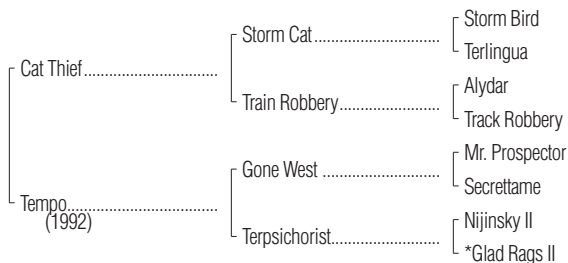 Storm Bird
Storm Cat..............................
Terlingua
Cat Thief................................
Alydar
Train Robbery........................
Track Robbery
Mr. Prospector
Gone West ............................
Secrettame
Tempo....................................
(1992)
Nijinsky II
Terpsichorist..........................
*Glad Rags II